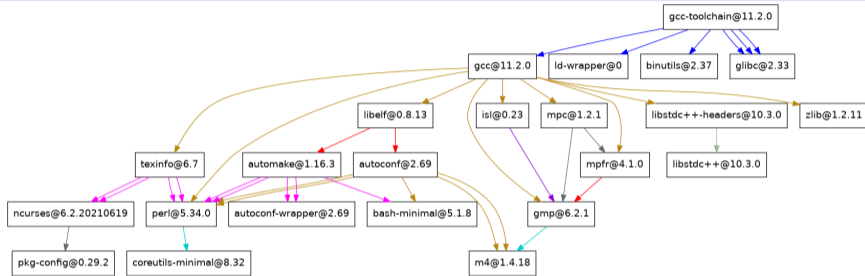 gcc-toolchain@11.2.0
gcc@11.2.0
ld-wrapper@0
binutils@2.37
glibc@2.33
libelf@0.8.13
isl@0.23
mpc@1.2.1
libstdc++-headers@10.3.0
zlib@1.2.11
texinfo@6.7
automake@1.16.3
autoconf@2.69
mpfr@4.1.0
libstdc++@10.3.0
ncurses@6.2.20210619
perl@5.34.0
autoconf-wrapper@2.69
bash-minimal@5.1.8
gmp@6.2.1
pkg-config@0.29.2
coreutils-minimal@8.32
m4@1.4.18